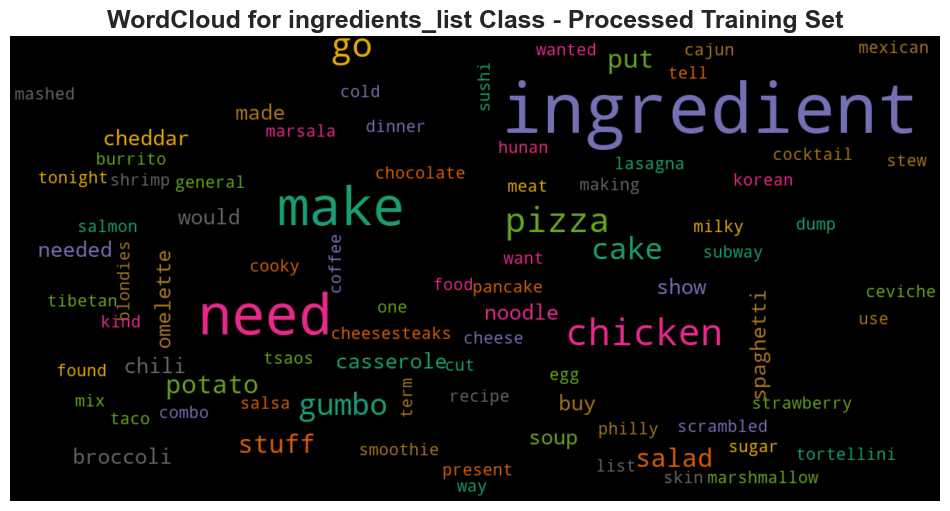 WordCloud for ingredients_list Class - Processed Training Set
go
wanted
put
cajun
mexican
tell
sushi
mashed
cold
ingredient
made
marsala
dinner
cheddar
hunan
cocktail
burrito
lasagna
stew
tonight
shrimp
general
chocolate
meat
making
korean
make
would
pizza
salmon
milky
dump
needed
cake
subway
blondies
omelette
coffee
cooky
want
tibetan
food
pancake
show
ceviche
kind
need
one
noodle
use
cheesesteaks
cheese
chicken
spaghetti
found
chili
tsaos
casserole
cut
egg
potato
mix
combo
salsa
gumbo
term
recipe
buy
strawberry
taco
stuff
smoothie
soup
philly
scrambled
sugar
broccoli
present
way
list
salad
skin
marshmallow
tortellini